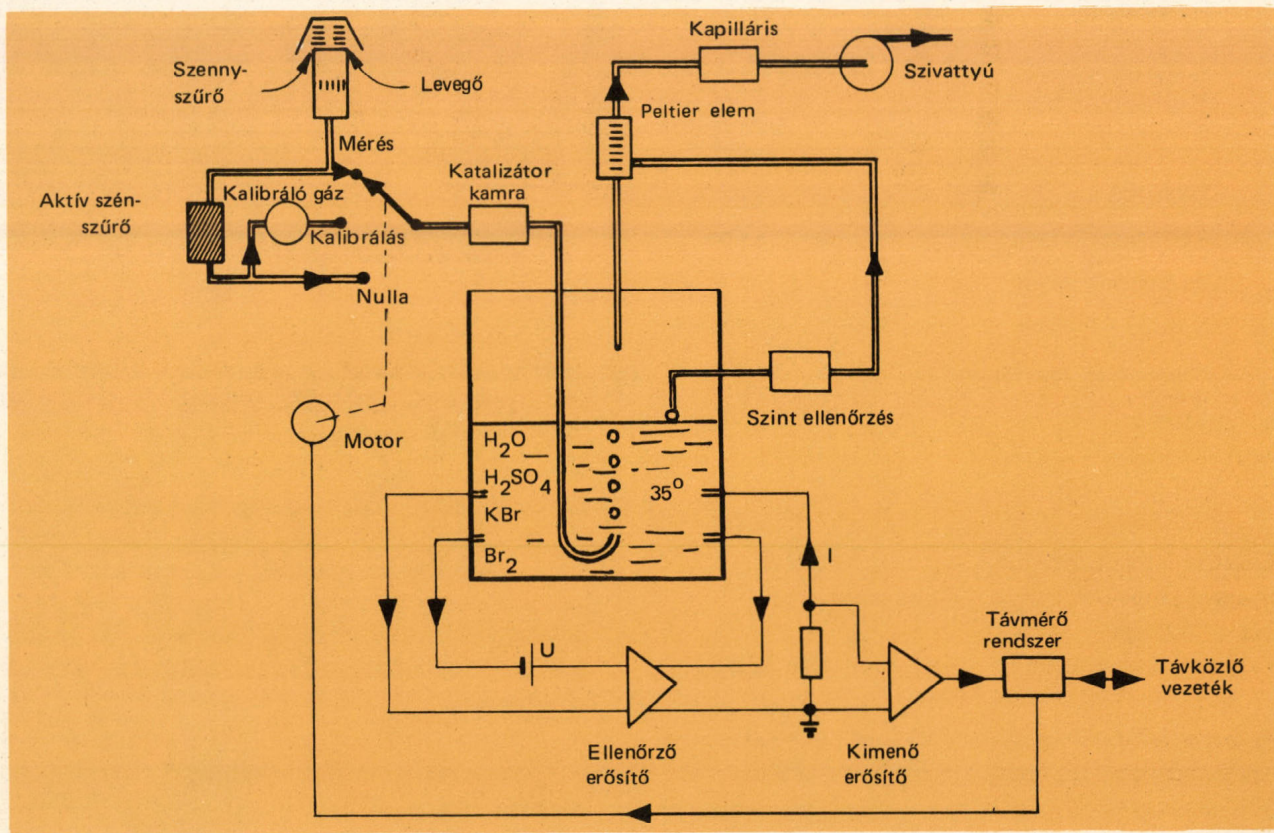 Kapilláris
Szivattyú
Szenny-
szűrő
Levegő
Peltier elem
Mérés
Katalizátor
kamra
Aktív szén-
szűrő
Kalibráló gáz
Kalibrálás
Nulla
Motor
Szint ellenőrzés
H2O
H2SO4
35o
KBr
Br2
I
U
Távmérő
rendszer
Távközlő
vezeték
Ellenőrző
erősítő
Kimenő
erősítő